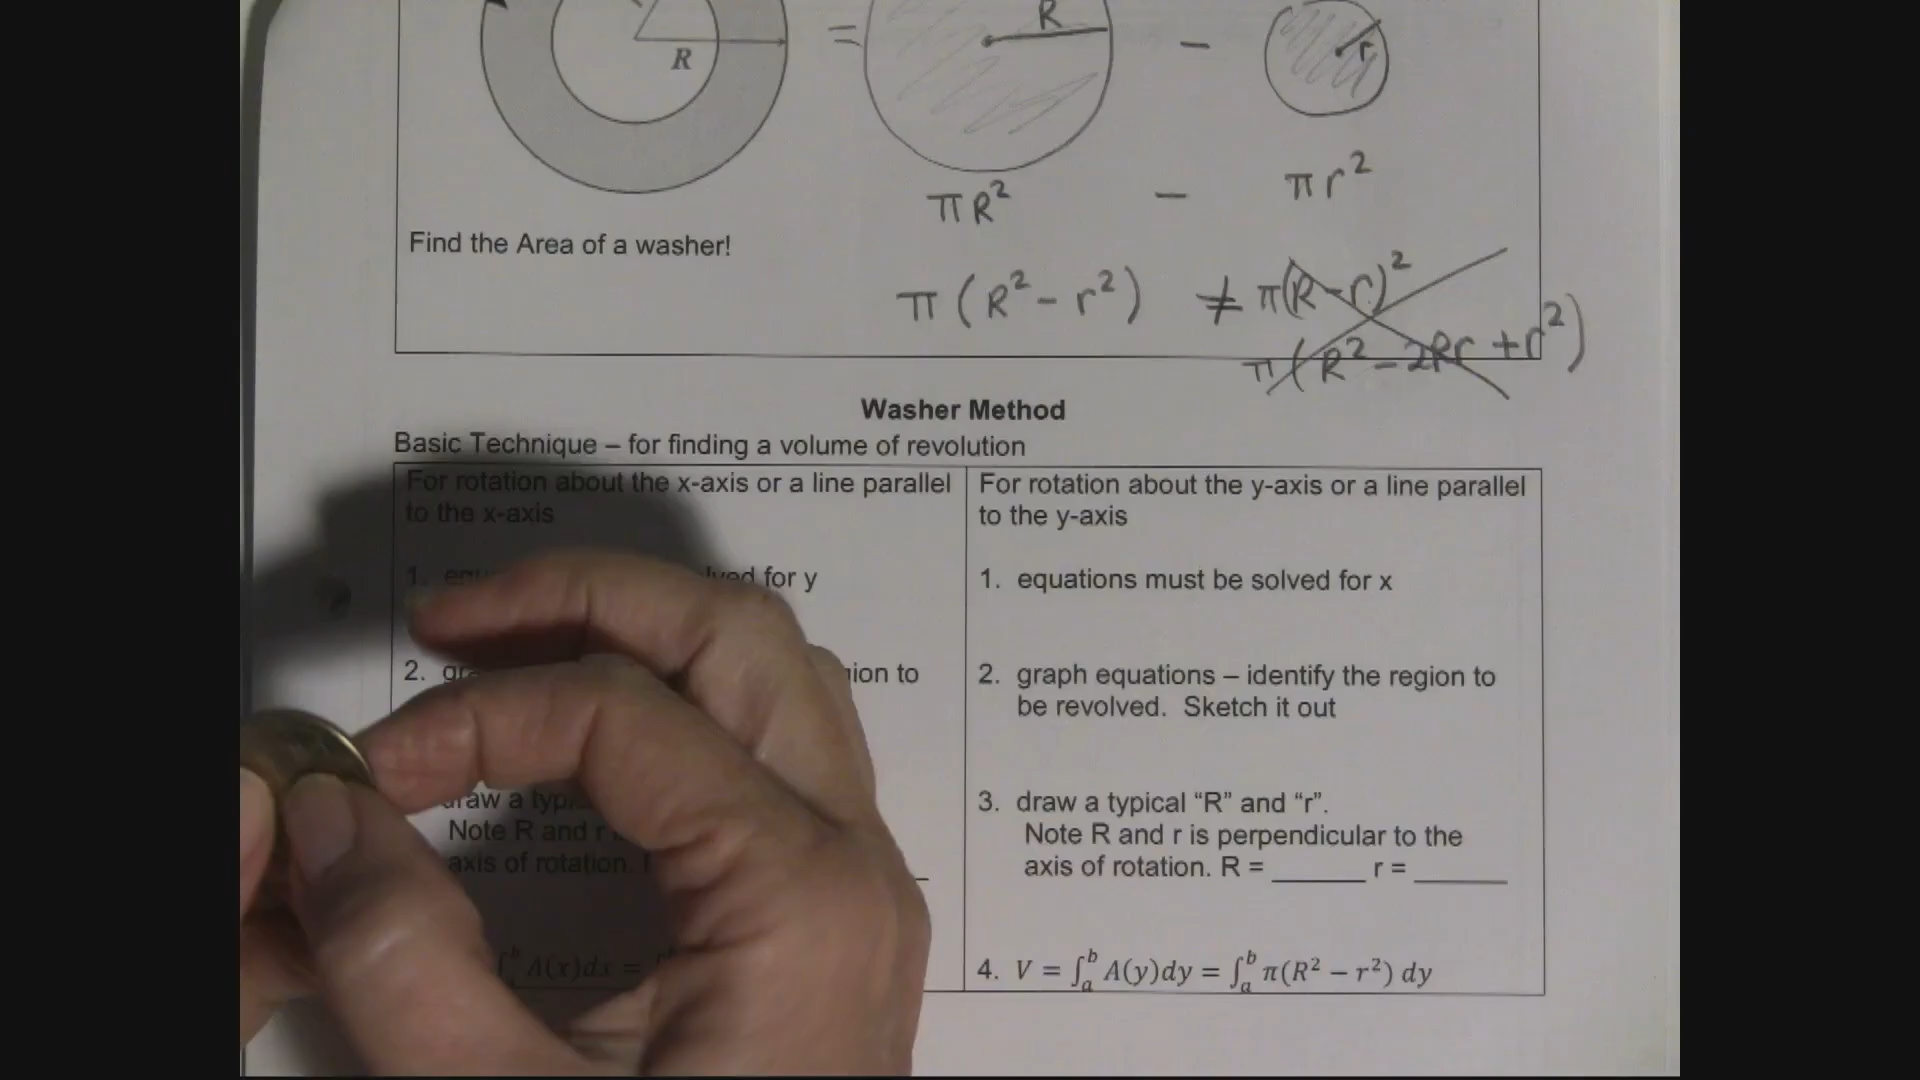 R = R - r
πR² - πr²
Find the Area of a washer!
π(R² - r²) ≠ π(R - r)²
π(R² - 2Rr + r²)
Washer Method
Basic Technique – for finding a volume of revolution
For rotation about the x-axis or a line parallel
to the x-axis
1. for y
2. to
draw a
Note R and r
axis of rotation.
∫ᵇ A(x)dx =
For rotation about the y-axis or a line parallel
to the y-axis
1. equations must be solved for x
2. graph equations – identify the region to
be revolved. Sketch it out
3. draw a typical “R” and “r”.
Note R and r is perpendicular to the
axis of rotation. R = ______ r = ______
4. V = ∫ₐᵇ A(y)dy = ∫ₐᵇ π(R² – r²) dy